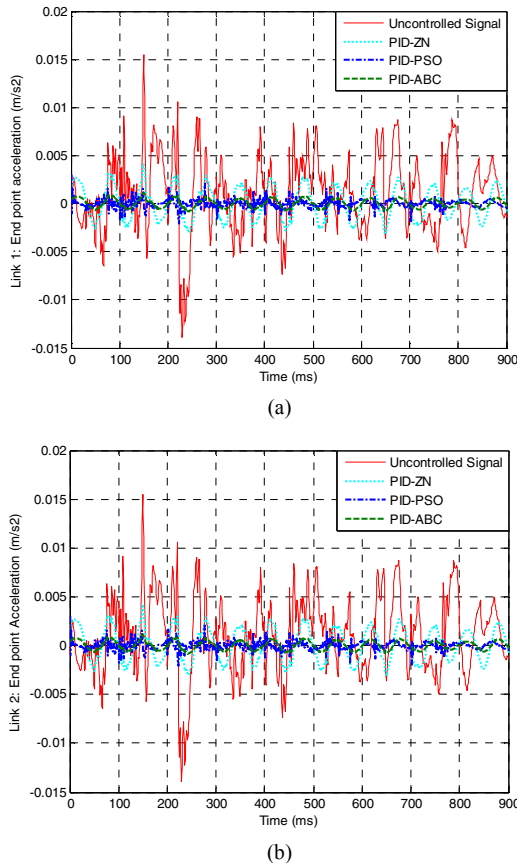 0.02
0.015
0.01
0.005
0
-0.005
-0.01
-0.015
Link 1: End point acceleration (m/s2)
Uncontrolled Signal
PID-ZN
PID-PSO
PID-ABC
0 100 200 300 400 500 600 700 800 900
Time (ms)
(a)
0.02
0.015
0.01
0.005
0
-0.005
-0.01
-0.015
Link 2: End point Acceleration (m/s2)
Uncontrolled Signal
PID-ZN
PID-PSO
PID-ABC
0 100 200 300 400 500 600 700 800 900
Time (ms)
(b)